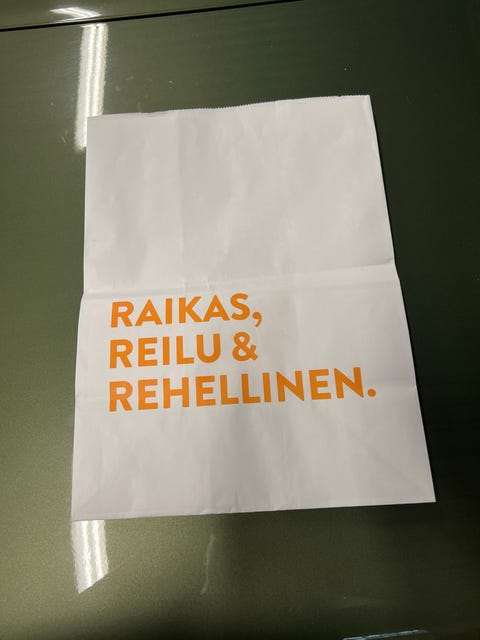 RAIKAS,
REILU &
REHELLINEN.